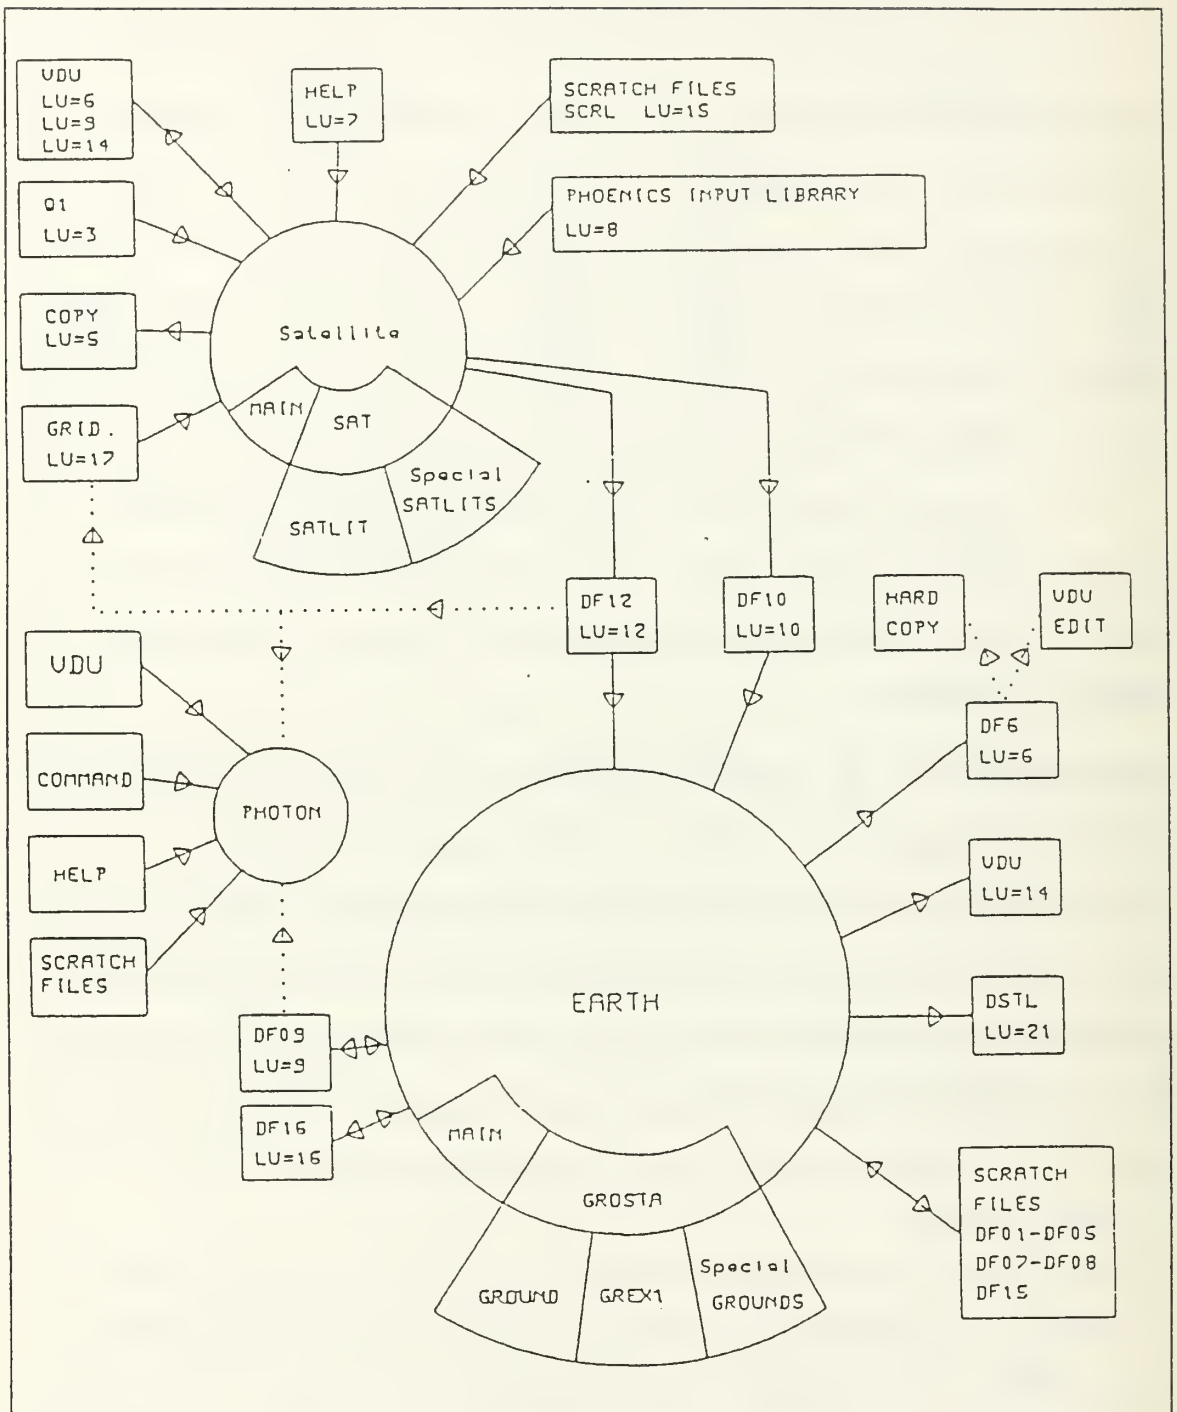 VDU
LU=6
LU=9
LU=14
HELP
LU=7
SCRATCH FILES
SCRL LU=15
Q1
LU=3
PHOENICS INPUT LIBRARY
LU=8
COPY
LU=5
Satellite
GRID.
LU=17
MAIN
SAT
Special
SATLITS
SATLIT
DF12
LU=12
DF10
LU=10
HARD
COPY
VDU
EDIT
VDU
DF6
LU=6
COMMAND
PHOTON
HELP
VDU
LU=14
SCRATCH
FILES
EARTH
DSTL
LU=21
DF09
LU=9
DF16
LU=16
MAIN
GROSTA
SCRATCH
FILES
DF01-DF05
DF07-DF08
DF15
GROUND
GREX1
Special
GROUNDS